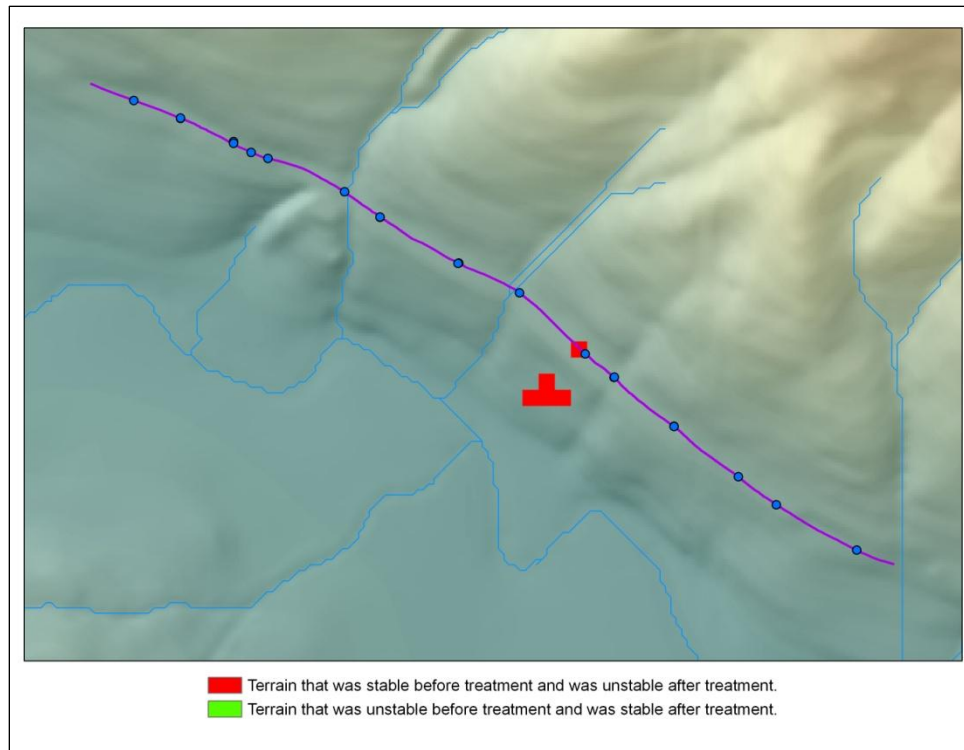 Terrain that was stable before treatment and was unstable after treatment.
Terrain that was unstable before treatment and was stable after treatment.